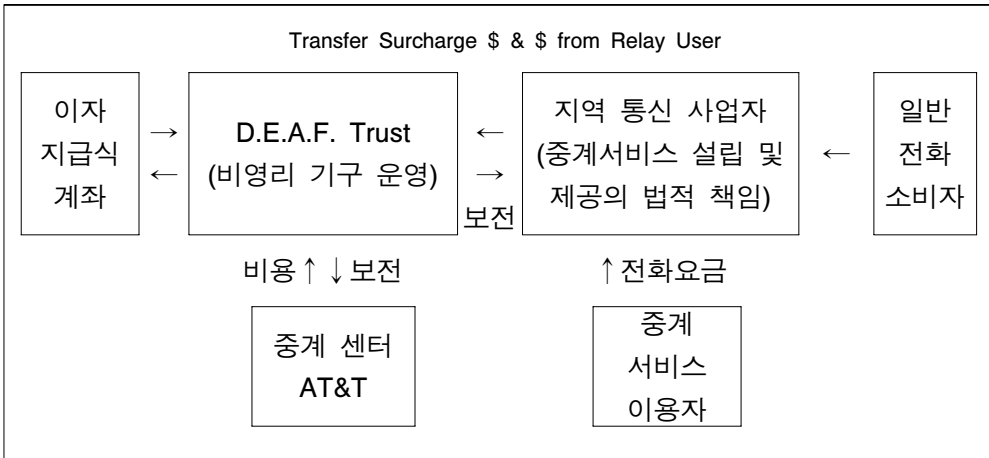 Transfer Surcharge $ & $ from Relay User
이자
지급식
계좌
→
←
D.E.A.F. Trust
(비영리 기구 운영)
←
→
보전
지역 통신 사업자
(중계서비스 설립 및
제공의 법적 책임)
←
일반
전화
소비자
비용↑↓보전
↑전화요금
중계 센터
AT&T
중계
서비스
이용자